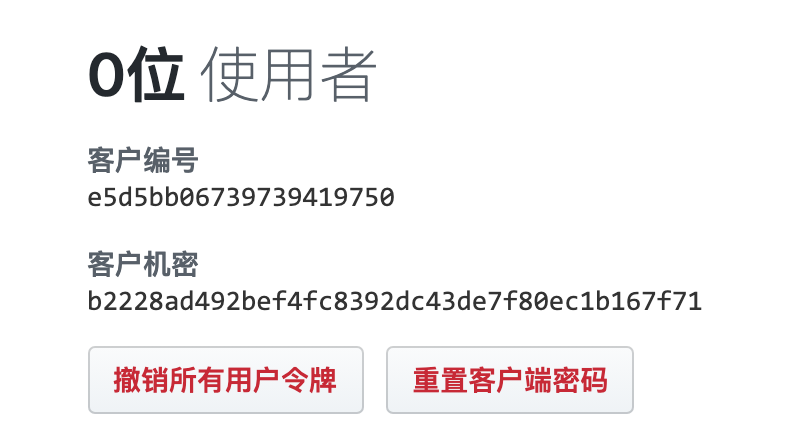 0位 使用者
客户编号
e5d5bb06739739419750
客户机密
b2228ad492bef4fc8392dc43de7f80ec1b167f71
撤销所有用户令牌
重置客户端密码